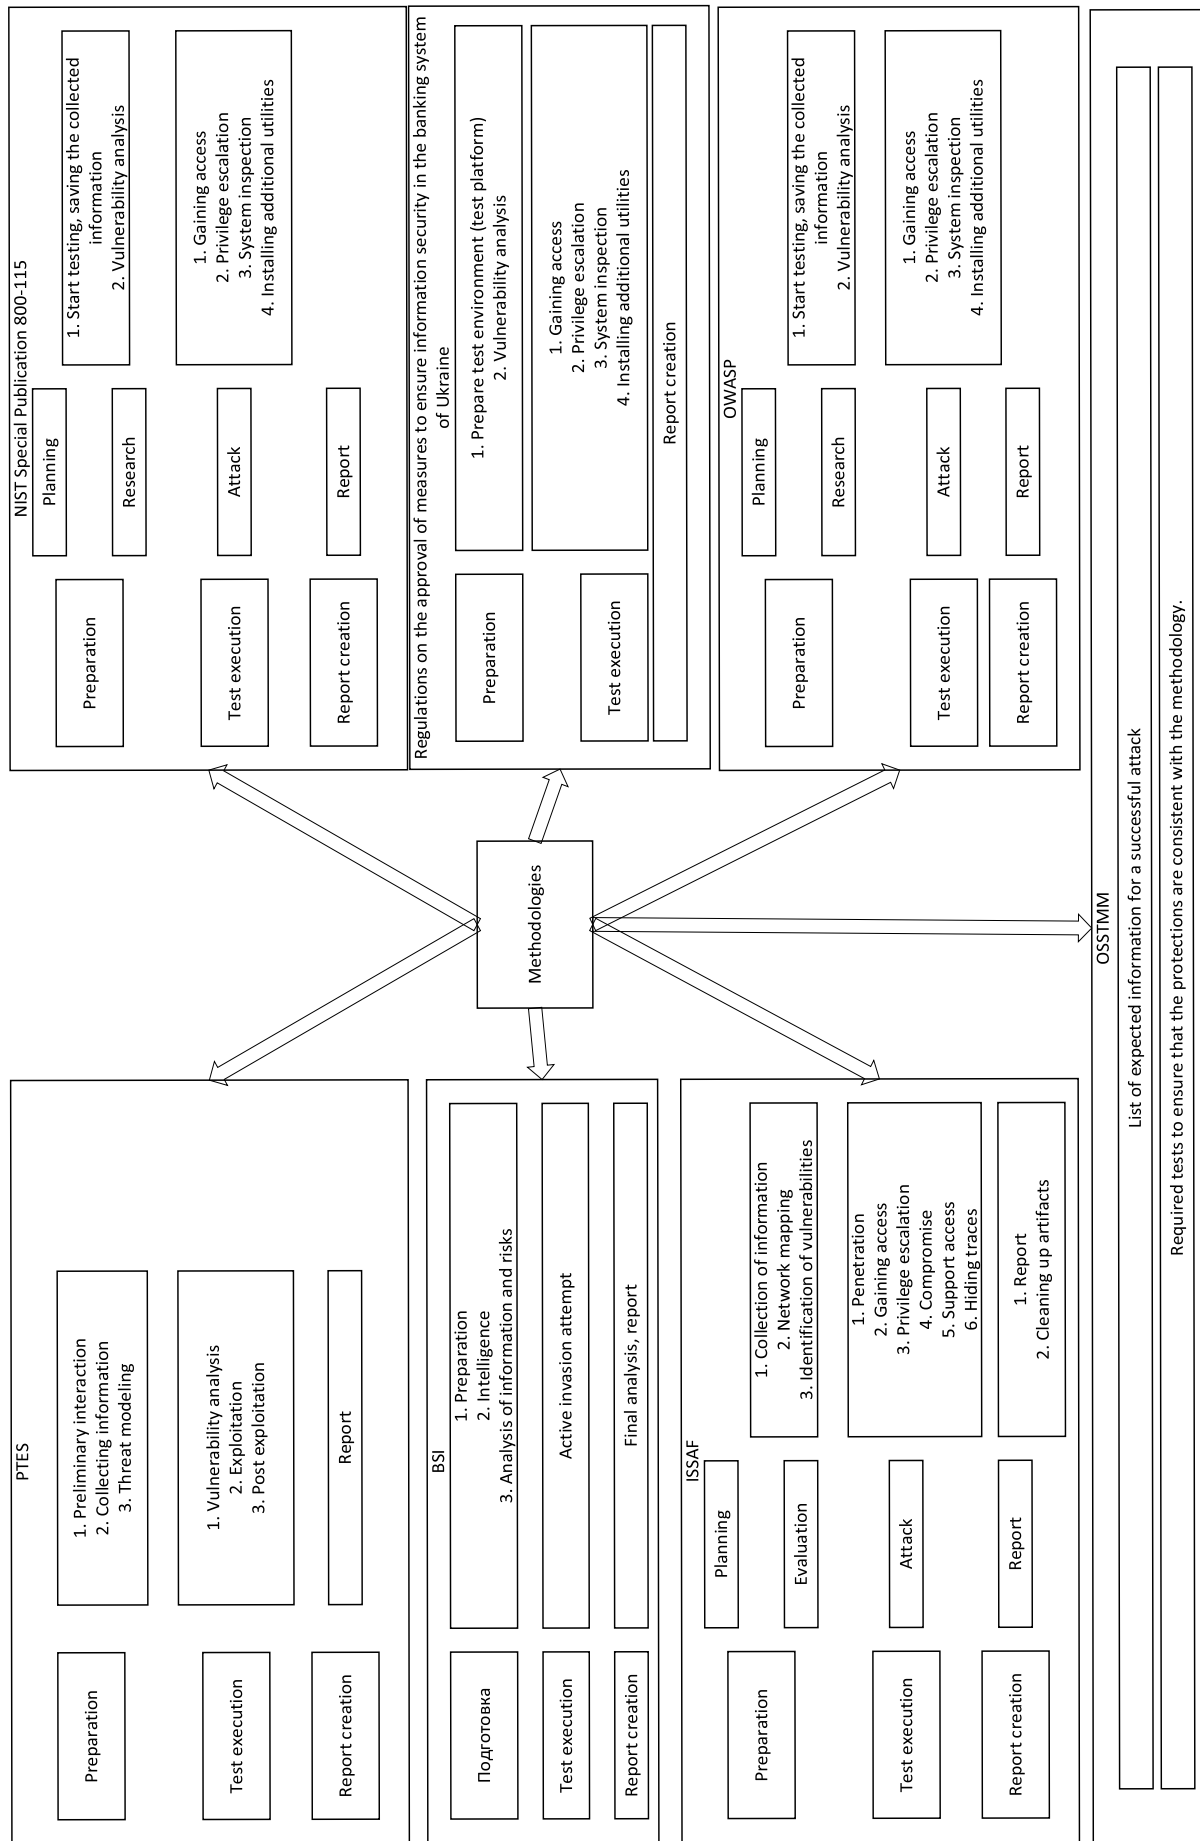 PTES
Preparation
1. Preliminary interaction
2. Collecting information
3. Threat modeling
Test execution
1. Vulnerability analysis
2. Exploitation
3. Post exploitation
Report creation
Report
BSI
Подготовка
1. Preparation
2. Intelligence
3. Analysis of information and risks
Test execution
Active invasion attempt
Report creation
Final analysis, report
ISSAF
Preparation
Planning
Evaluation
1. Collection of information
2. Network mapping
3. Identification of vulnerabilities
Test execution
Attack
1. Penetration
2. Gaining access
3. Privilege escalation
4. Compromise
5. Support access
6. Hiding traces
Report creation
Report
1. Report
2. Cleaning up artifacts
Methodologies
NIST Special Publication 800-115
Preparation
Planning
Research
1. Start testing, saving the collected
information
2. Vulnerability analysis
Test execution
Attack
1. Gaining access
2. Privilege escalation
3. System inspection
4. Installing additional utilities
Report creation
Report
Regulations on the approval of measures to ensure information security in the banking system
of Ukraine
Preparation
1. Prepare test environment (test platform)
2. Vulnerability analysis
Test execution
1. Gaining access
2. Privilege escalation
3. System inspection
4. Installing additional utilities
Report creation
OWASP
Preparation
Planning
Research
1. Start testing, saving the collected
information
2. Vulnerability analysis
Test execution
Attack
1. Gaining access
2. Privilege escalation
3. System inspection
4. Installing additional utilities
Report creation
Report
OSSTMM
List of expected information for a successful attack
Required tests to ensure that the protections are consistent with the methodology.